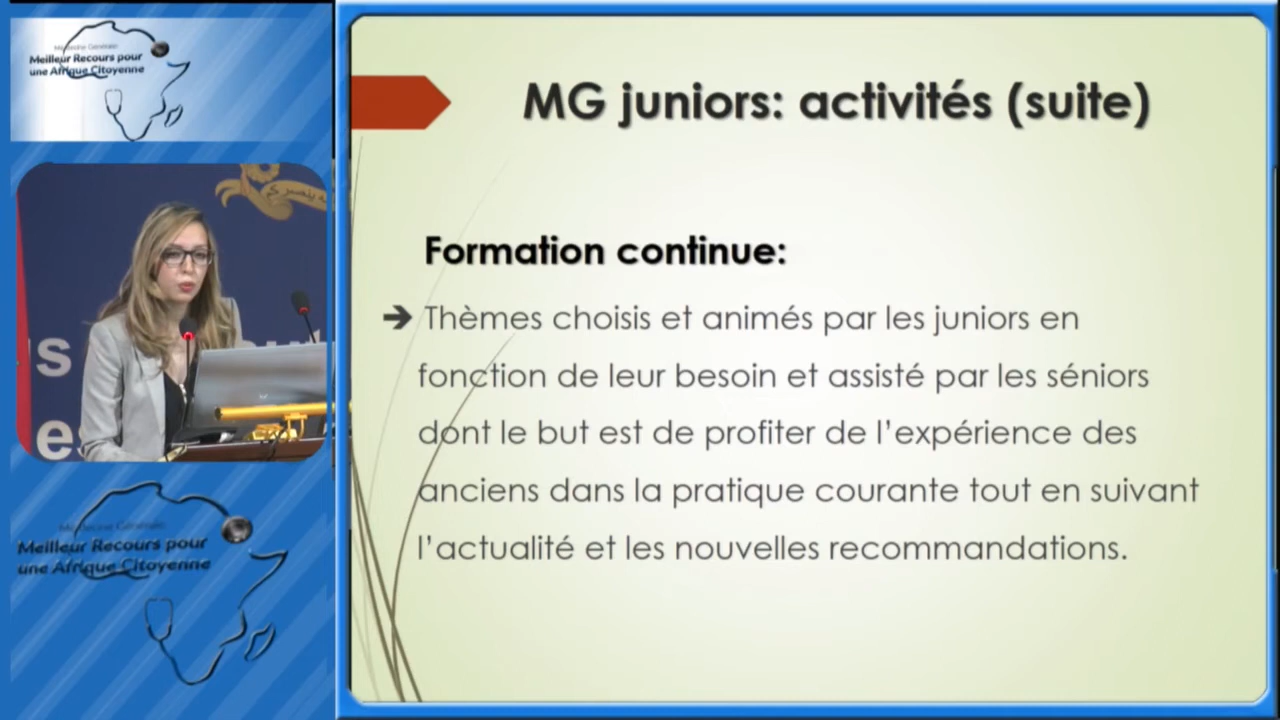 Médecine Générale
Meilleur Recours pour
une Afrique Citoyenne
s
es
Médecine Générale
Meilleur Recours pour
une Afrique Citoyenne
MG juniors: activités (suite)
Formation continue:
➔ Thèmes choisis et animés par les juniors en
fonction de leur besoin et assisté par les séniors
dont le but est de profiter de l’expérience des
anciens dans la pratique courante tout en suivant
l’actualité et les nouvelles recommandations.